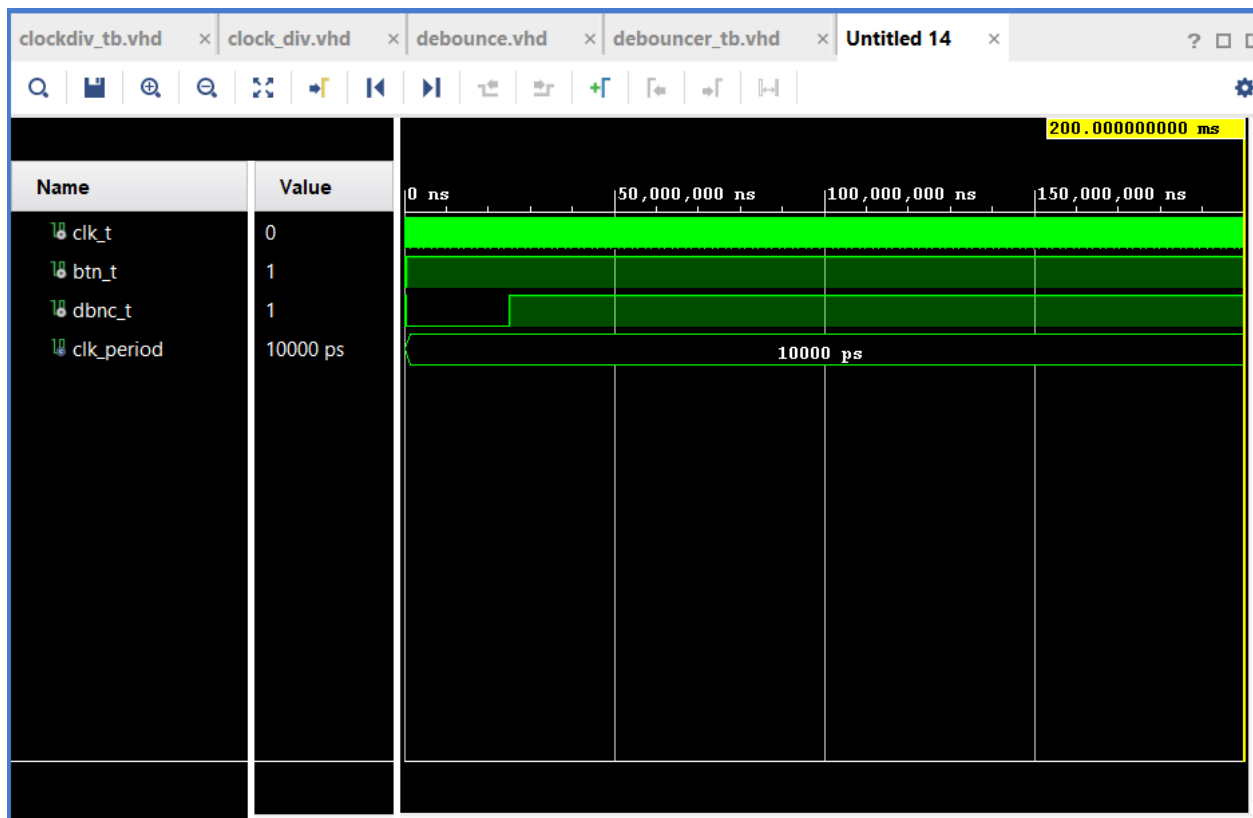 clockdiv_tb.vhd × clock_div.vhd × debounce.vhd × debouncer_tb.vhd × Untitled 14 × ?
200.000000000 ms
Name Value 0 ns 50,000,000 ns 100,000,000 ns 150,000,000 ns
clk_t 0
btn_t 1
dbnc_t 1
clk_period 10000 ps 10000 ps